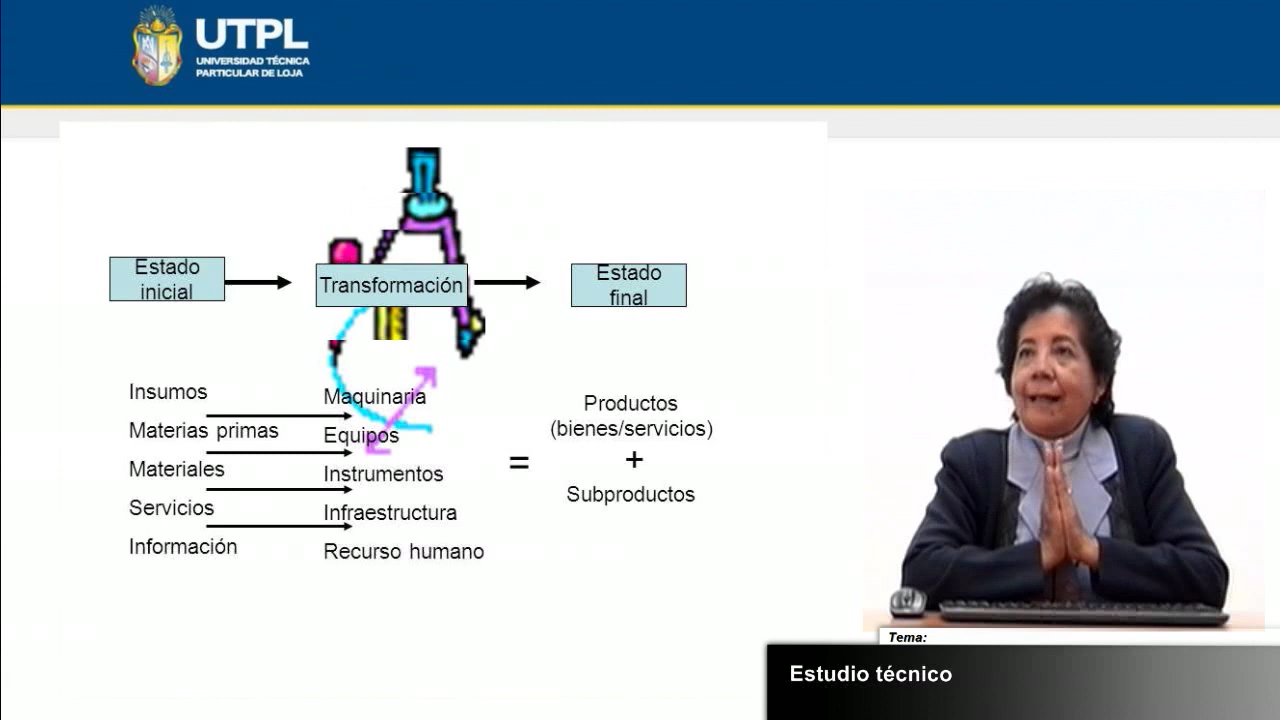 UTPL
UNIVERSIDAD TÉCNICA
PARTICULAR DE LOJA
Estado
inicial
Transformación
Estado
final
Insumos
Materias primas
Materiales
Servicios
Información
Maquinaria
Equipos
Instrumentos
Infraestructura
Recurso humano
=
Productos
(bienes/servicios)
+
Subproductos
Tema:
Estudio técnico